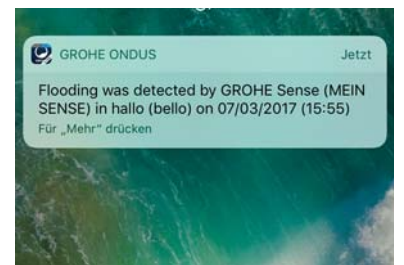 GROHE ONDUS Jetzt
Flooding was detected by GROHE Sense (MEIN
SENSE) in hallo (bello) on 07/03/2017 (15:55)
Für „Mehr“ drücken